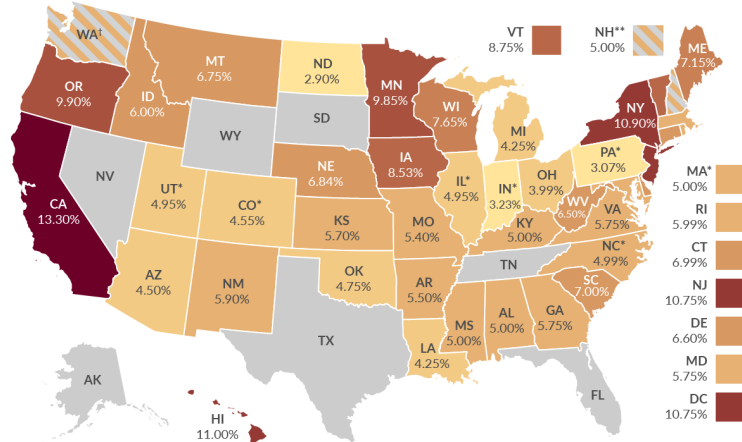 WA†
MT
6.75%
ND
2.90%
MN
9.85%
VT
8.75%
NH**
5.00%
ME
7.15%
OR
9.90%
ID
6.00%
WY
SD
WI
7.65%
MI
4.25%
NY
10.90%
CA
13.30%
NV
UT*
4.95%
CO*
4.55%
NE
6.84%
IA
8.53%
IL*
4.95%
IN*
3.23%
OH
3.99%
PA*
3.07%
MA*
5.00%
KS
5.70%
MO
5.40%
KY
5.00%
WV
6.50%
VA
5.75%
RI
5.99%
AZ
4.50%
NM
5.90%
OK
4.75%
AR
5.50%
TN
NC*
4.99%
CT
6.99%
SC
7.00%
NJ
10.75%
TX
LA
4.25%
MS
5.00%
AL
5.00%
GA
5.75%
DE
6.60%
MD
5.75%
AK
HI
11.00%
FL
DC
10.75%